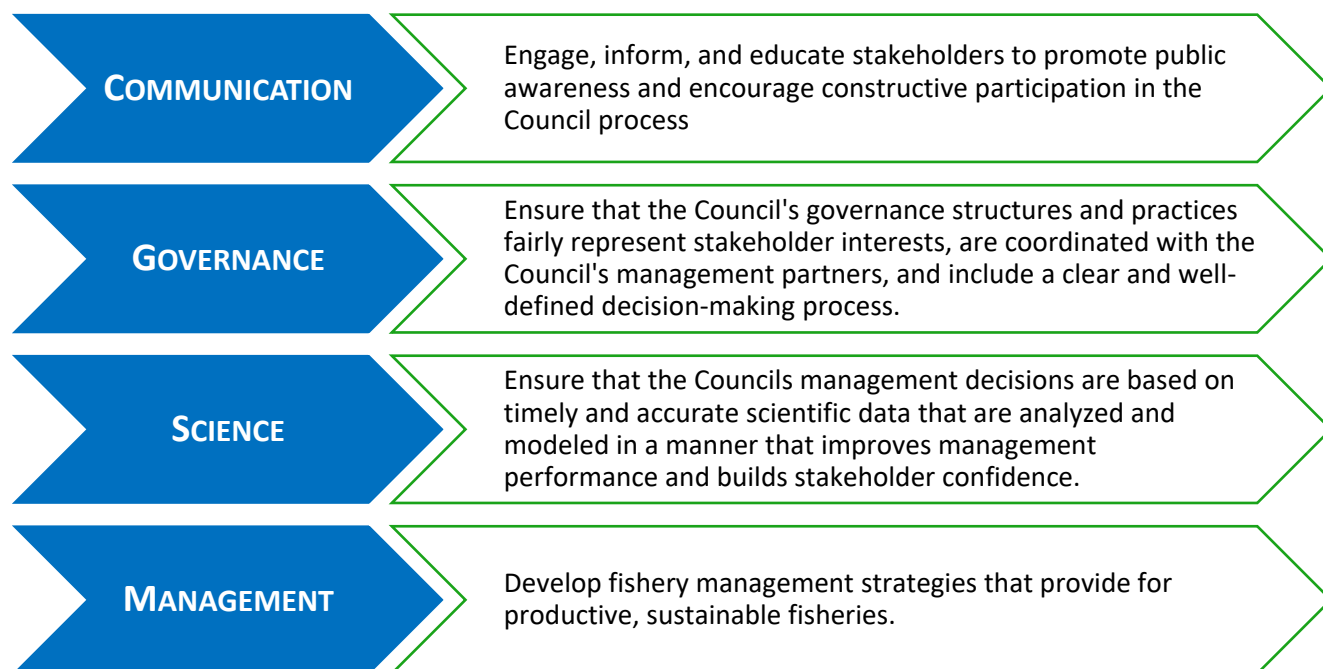 COMMUNICATION
Engage, inform, and educate stakeholders to promote public
awareness and encourage constructive participation in the
Council process
GOVERNANCE
Ensure that the Council's governance structures and practices
fairly represent stakeholder interests, are coordinated with the
Council's management partners, and include a clear and well-
defined decision-making process.
SCIENCE
Ensure that the Councils management decisions are based on
timely and accurate scientific data that are analyzed and
modeled in a manner that improves management
performance and builds stakeholder confidence.
MANAGEMENT
Develop fishery management strategies that provide for
productive, sustainable fisheries.